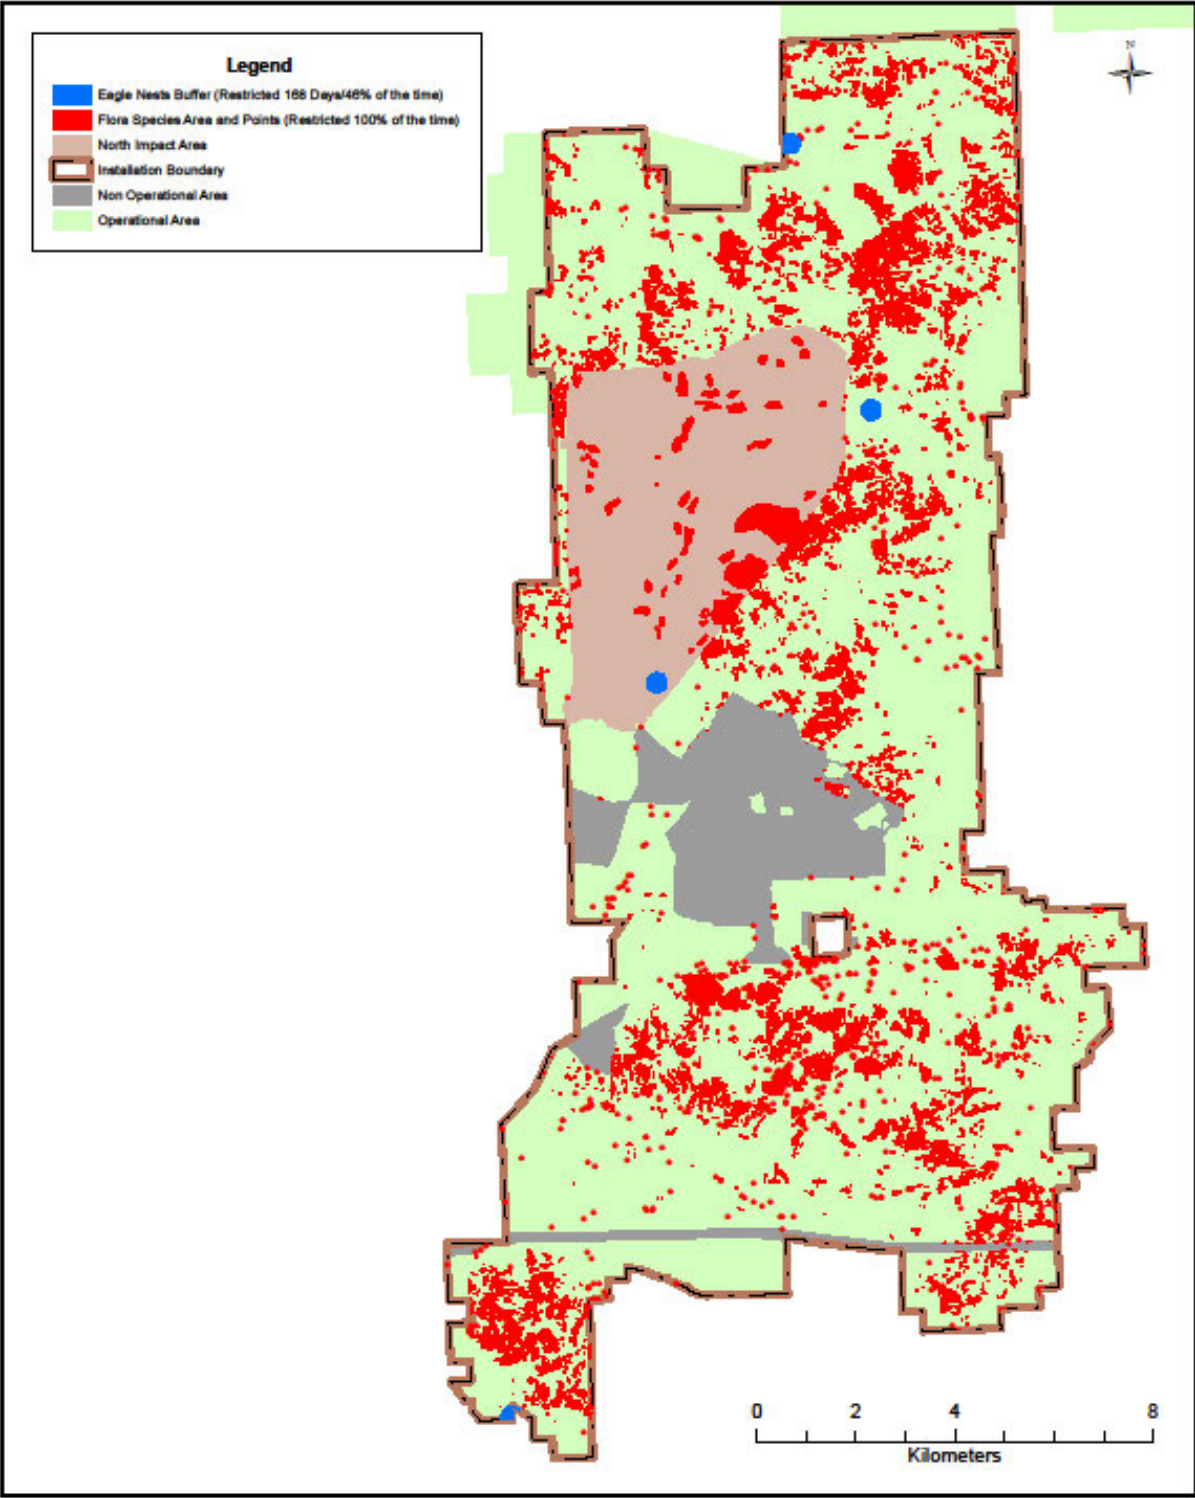 Legend
Eagle Nests Buffer (Restricted 168 Days/46% of the time)
Flora Species Area and Points (Restricted 100% of the time)
North Impact Area
Installation Boundary
Non Operational Area
Operational Area
N
0 2 4 8
Kilometers